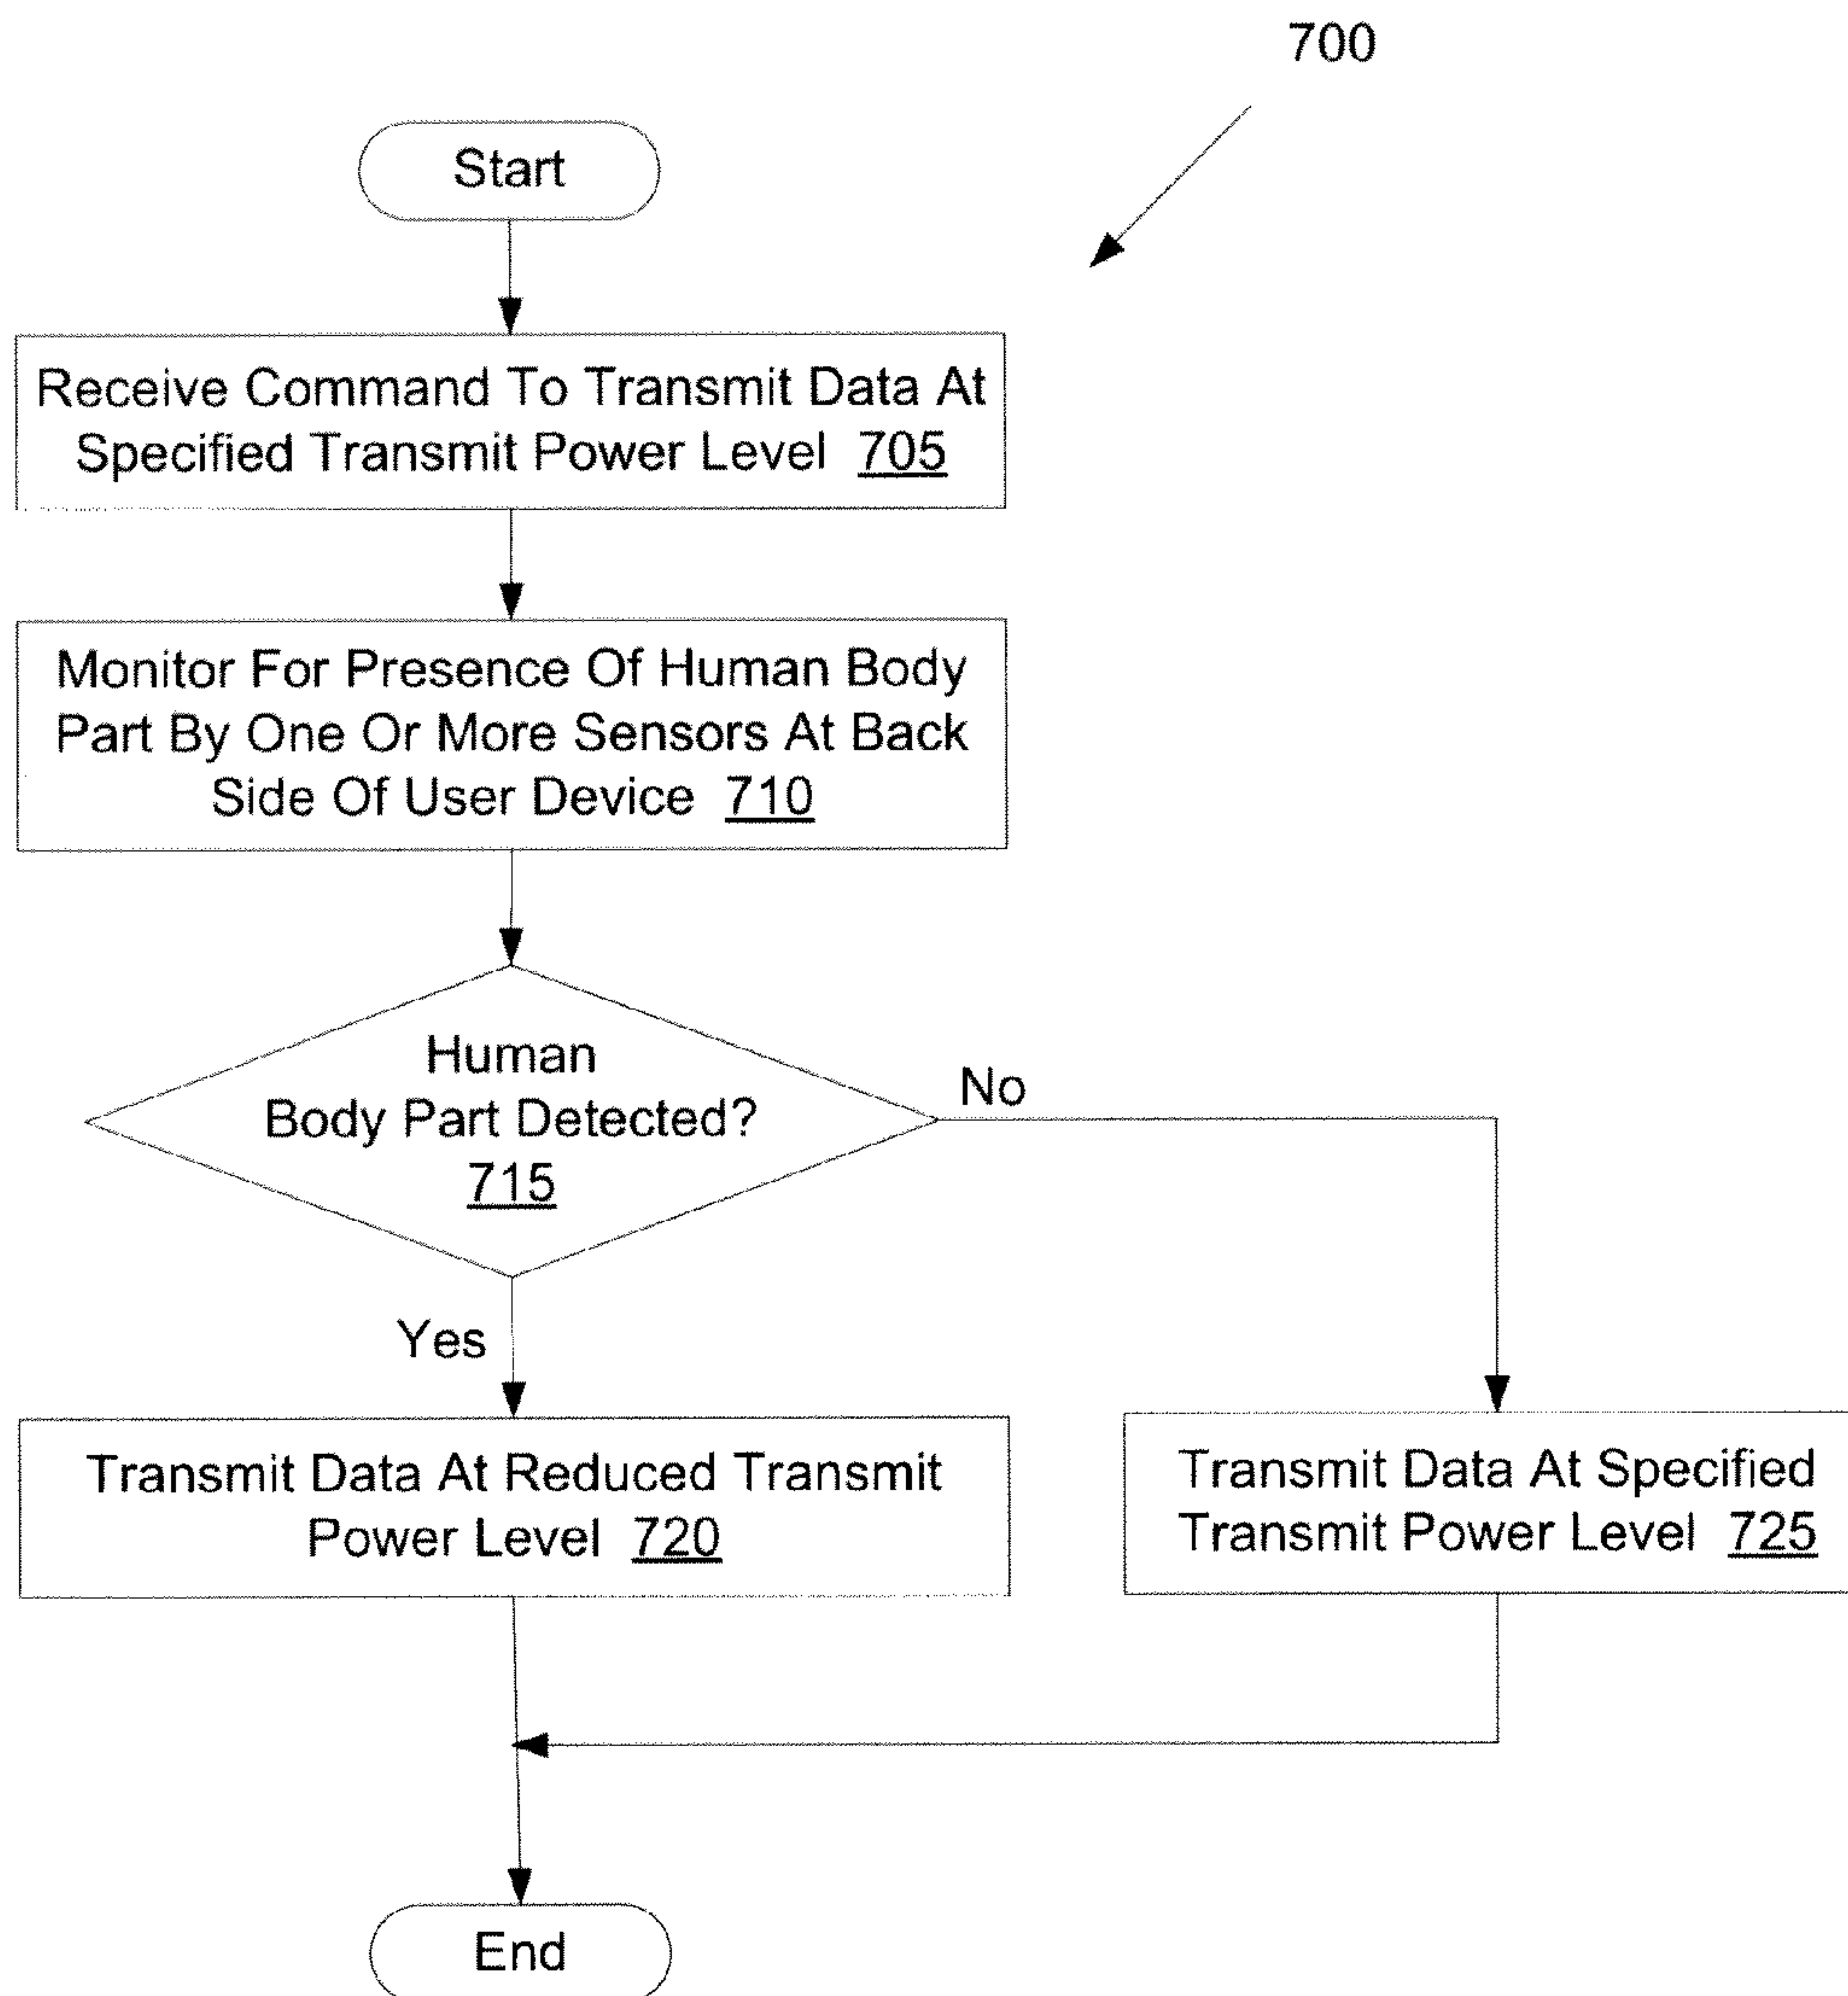 700
Start
Receive Command To Transmit Data At
Specified Transmit Power Level 705
Monitor For Presence Of Human Body
Part By One Or More Sensors At Back
Side Of User Device 710
Human
Body Part Detected?
715
No
Yes
Transmit Data At Reduced Transmit
Power Level 720
Transmit Data At Specified
Transmit Power Level 725
End